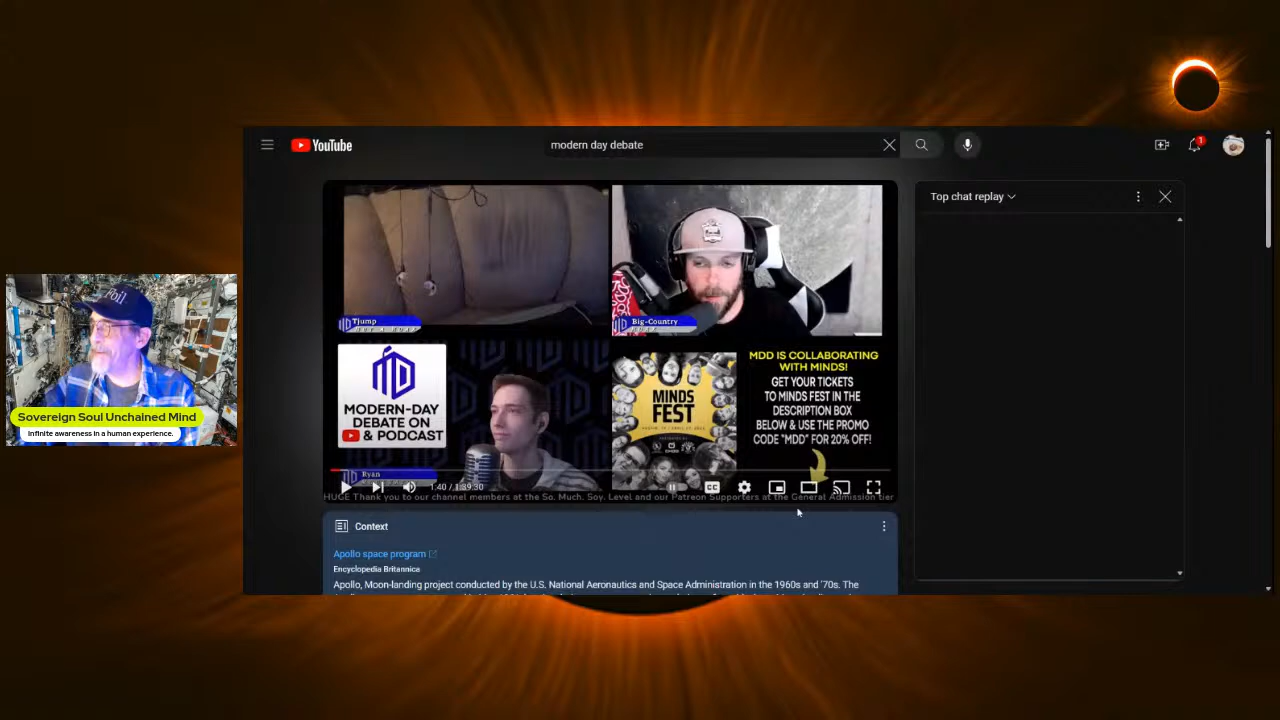 YouTube
modern day debate
1
Top chat replay
Tjump
Big-Country
MODERN-DAY
DEBATE ON
& PODCAST
Ryan
MINDS
FEST
MDD IS COLLABORATING
WITH MINDS!
GET YOUR TICKETS
TO MINDS FEST IN THE
DESCRIPTION BOX
BELOW & USE THE PROMO
CODE "MDD" FOR 20% OFF!
1:40 / 1:39:30
CC
HUGE Thank you to our channel members at the So. Much. Soy. Level and our Patreon Supporters at the General Admission tier
Context
Apollo space program
Encyclopedia Britannica
Apollo, Moon-landing project conducted by the U.S. National Aeronautics and Space Administration in the 1960s and '70s. The
Sovereign Soul Unchained Mind
Infinite awareness in a human experience.